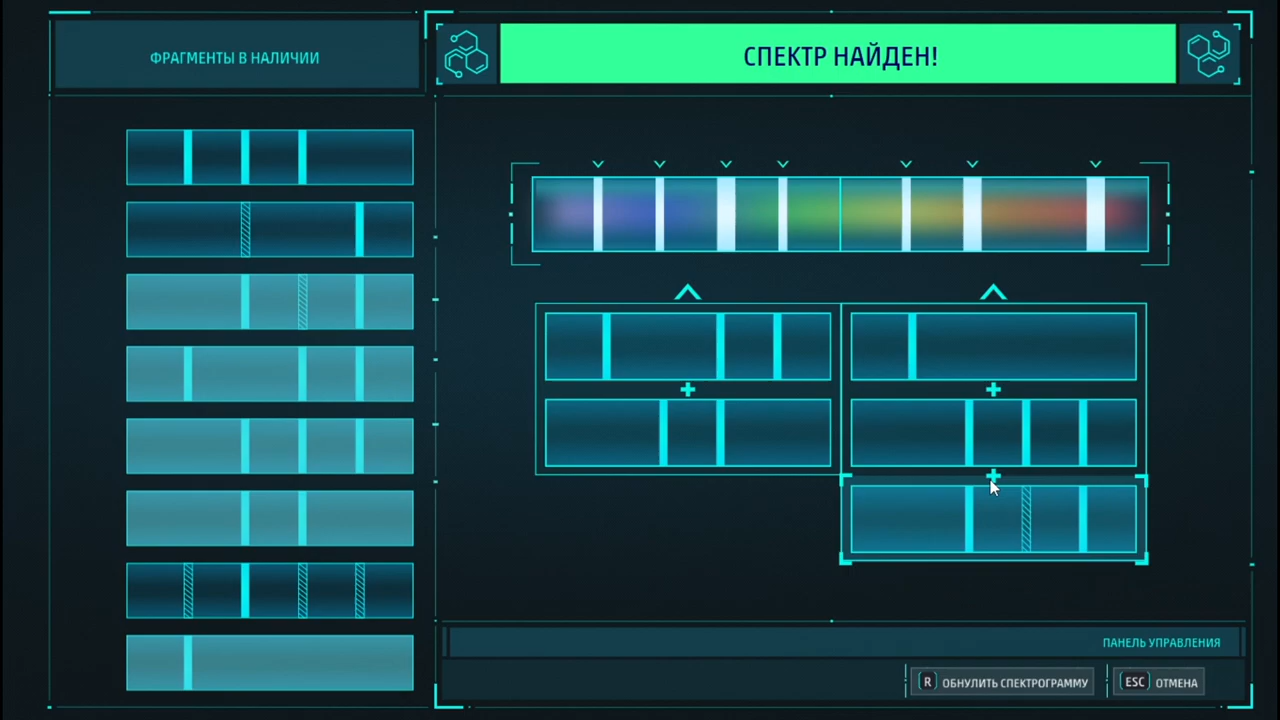 ФРАГМЕНТЫ В НАЛИЧИИ
СПЕКТР НАЙДЕН!
ПАНЕЛЬ УПРАВЛЕНИЯ
R ОБНУЛИТЬ СПЕКТРОГРАММУ
ESC ОТМЕНА